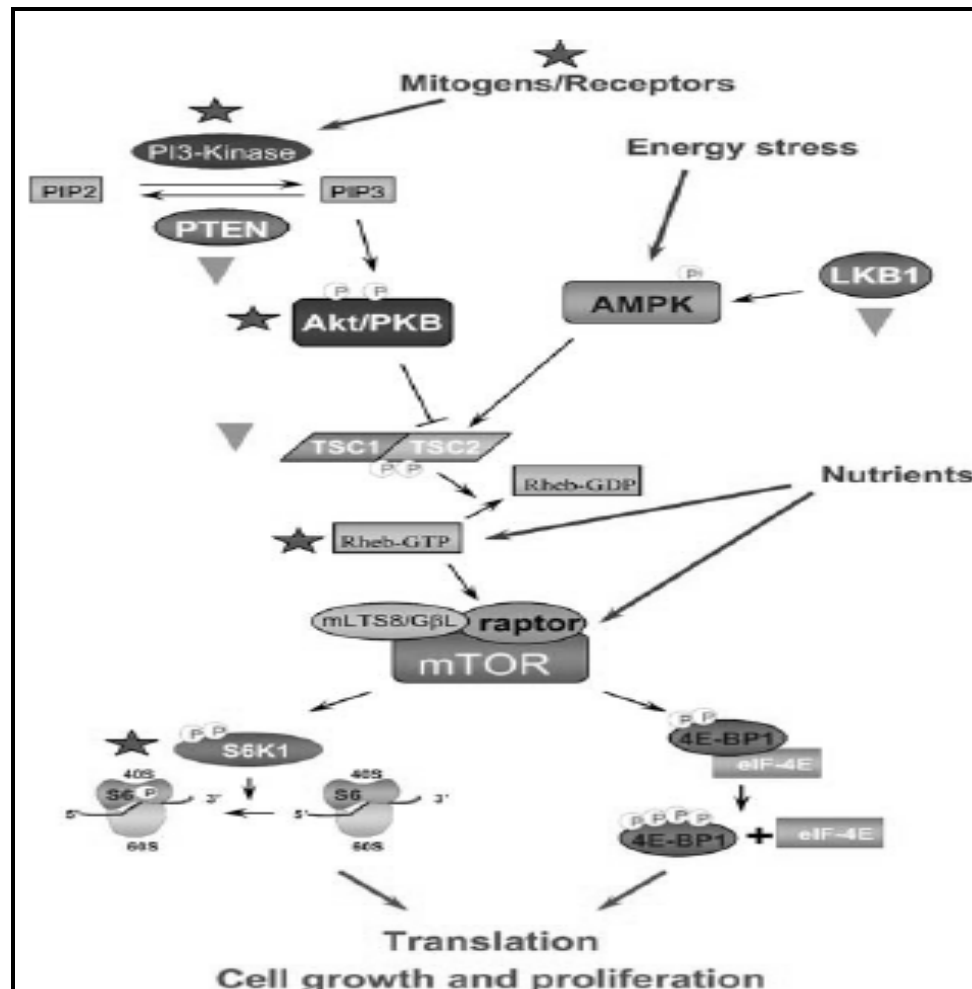 Mitogens/Receptors
PI3-Kinase
Energy stress
PIP2
PIP3
PTEN
LKB1
Pi
P P
AMPK
Akt/PKB
TSC1 TSC2
P P
Rheb-GDP
Nutrients
Rheb-GTP
mLTS8/GβL raptor
mTOR
P P
S6K1
P P
4E-BP1
eIF-4E
40S
40S
S6 P
S6
5' 3'
5' 3'
60S
60S
P P P P
4E-BP1 + eIF-4E
Translation
Cell growth and proliferation